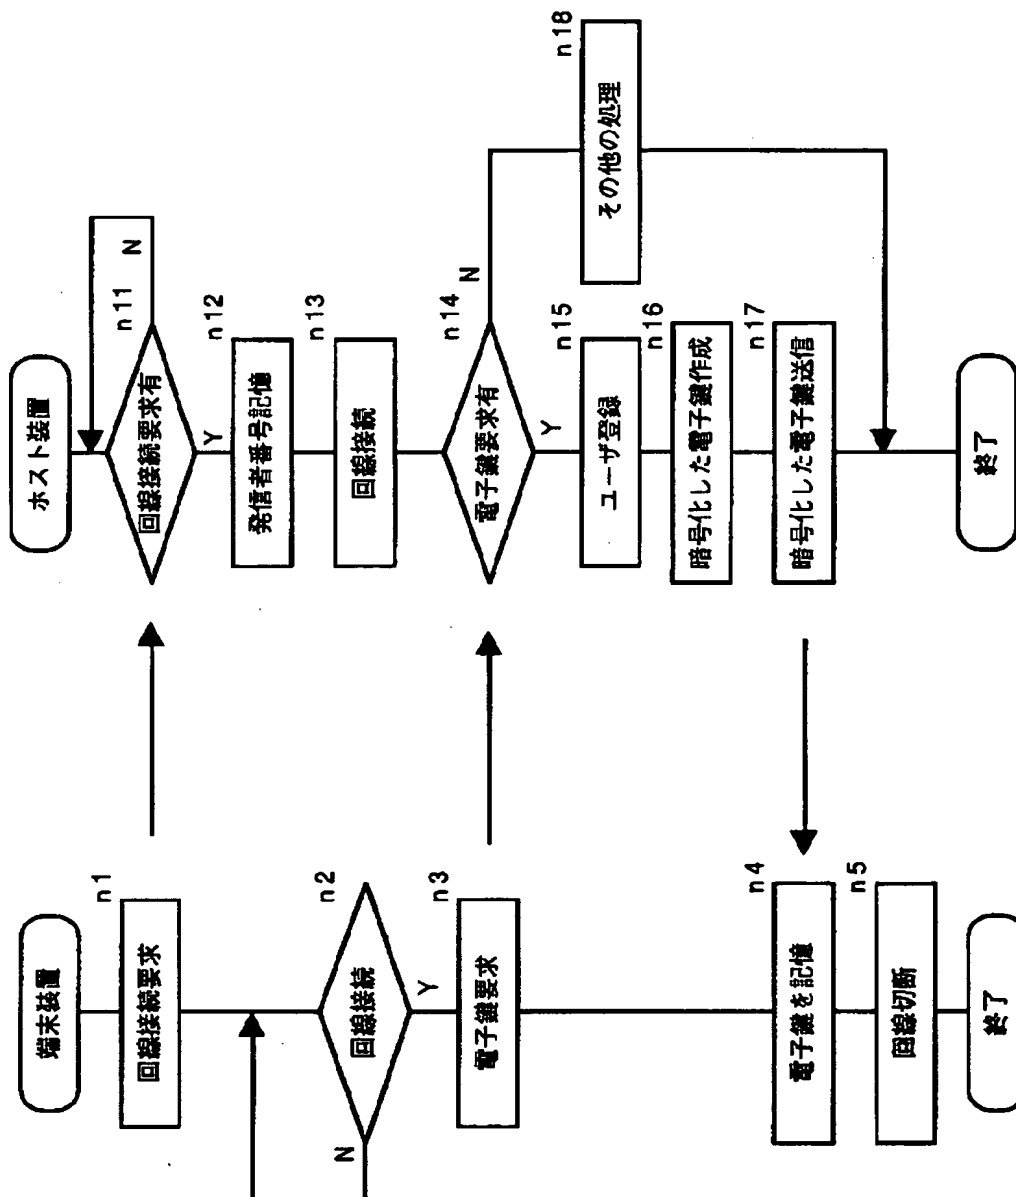 端末装置
n1
回線接続要求
n2
回線接続
N
Y
n3
電子鍵要求
n4
電子鍵を記憶
n5
回線切断
終了
ホスト装置
n11
回線接続要求有
N
Y
n12
発信者番号記憶
n13
回線接続
n14
電子鍵要求有
N
Y
n15
ユーザ登録
n16
暗号化した電子鍵作成
n17
暗号化した電子鍵送信
n18
その他の処理
終了